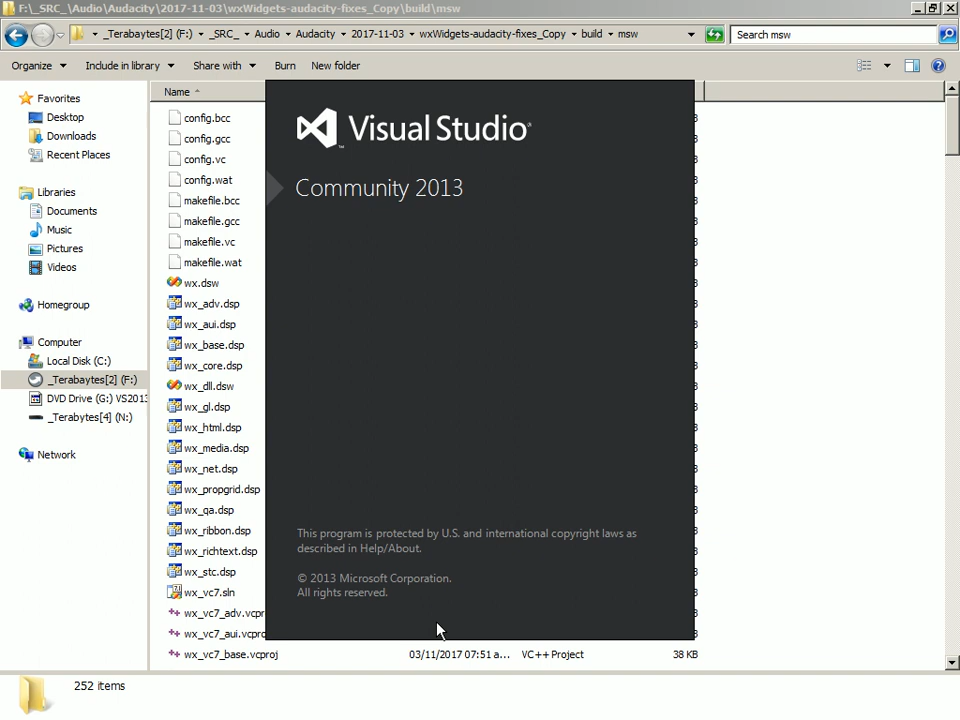 F:\_SRC_\Audio\Audacity\2017-11-03\wxWidgets-audacity-fixes_Copy\build\msw
_Terabaytes[2] (F:) _SRC_ Audio Audacity 2017-11-03 wxWidgets-audacity-fixes_Copy build msw
Search msw
Organize Include in library Share with Burn New folder
Favorites
Desktop
Downloads
Recent Places
Libraries
Documents
Music
Pictures
Videos
Homegroup
Computer
Local Disk (C:)
_Terabaytes[2] (F:)
DVD Drive (G:) VS2013
_Terabytes[4] (N:)
Network
Name
config.bcc
config.gcc
config.vc
config.wat
makefile.bcc
makefile.gcc
makefile.vc
makefile.wat
wx.dsw
wx_adv.dsp
wx_aui.dsp
wx_base.dsp
wx_core.dsp
wx_dll.dsw
wx_gl.dsp
wx_html.dsp
wx_media.dsp
wx_net.dsp
wx_propgrid.dsp
wx_qa.dsp
wx_ribbon.dsp
wx_richtext.dsp
wx_stc.dsp
wx_vc7.sln
wx_vc7_adv.vcpr
wx_vc7_aui.vcpro
wx_vc7_base.vcproj 03/11/2017 07:51 a... VC++ Project 38 KB
Visual Studio
Community 2013
This program is protected by U.S. and international copyright laws as
described in Help/About.
© 2013 Microsoft Corporation.
All rights reserved.
252 items